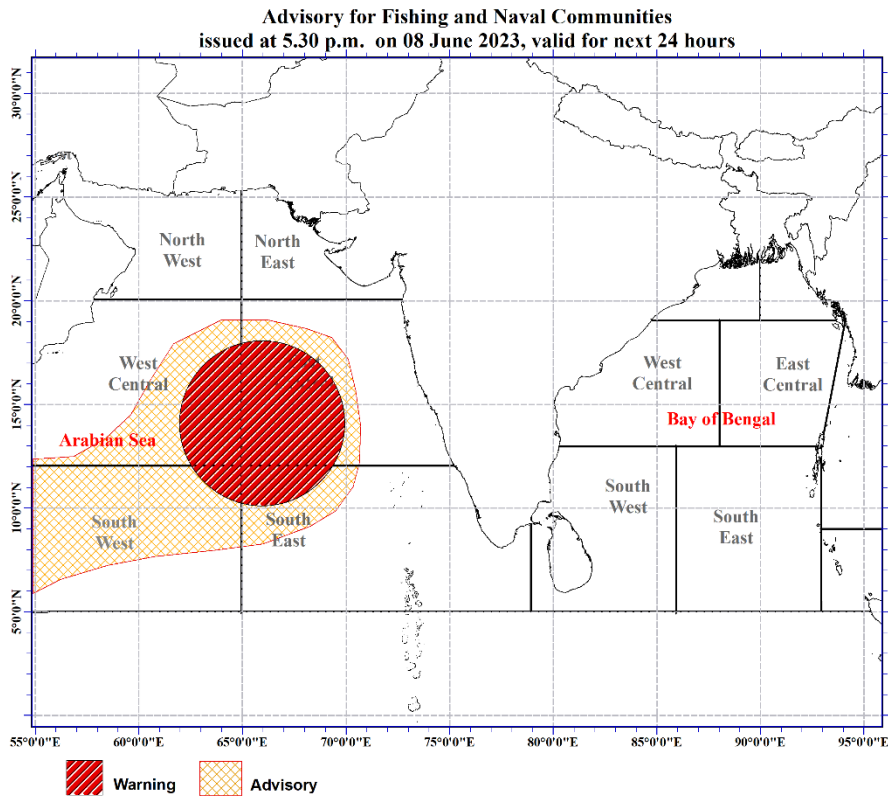 Advisory for Fishing and Naval Communities
issued at 5.30 p.m. on 08 June 2023, valid for next 24 hours
30°0'0"N
25°0'0"N
20°0'0"N
15°0'0"N
10°0'0"N
5°0'0"N
North
West
North
East
West
Central
Arabian Sea
South
West
South
East
West
Central
East
Central
Bay of Bengal
South
West
South
East
55°0'0"E
60°0'0"E
65°0'0"E
70°0'0"E
75°0'0"E
80°0'0"E
85°0'0"E
90°0'0"E
95°0'0"E
Warning
Advisory